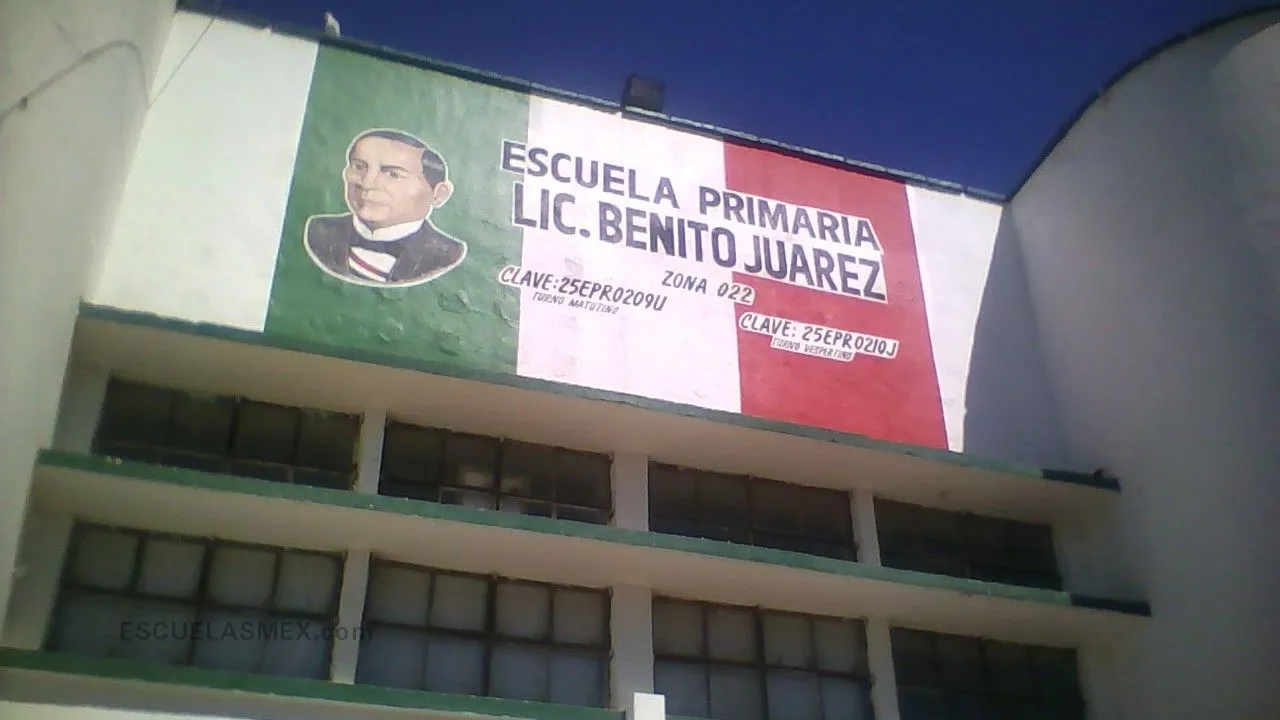 ESCUELA PRIMARIA
LIC. BENITO JUAREZ
ZONA 022
CLAVE: 25EPR0209U
TURNO MATUTINO
CLAVE: 25EPR0210J
TURNO VESPERTINO
ESCUELASMEX.com